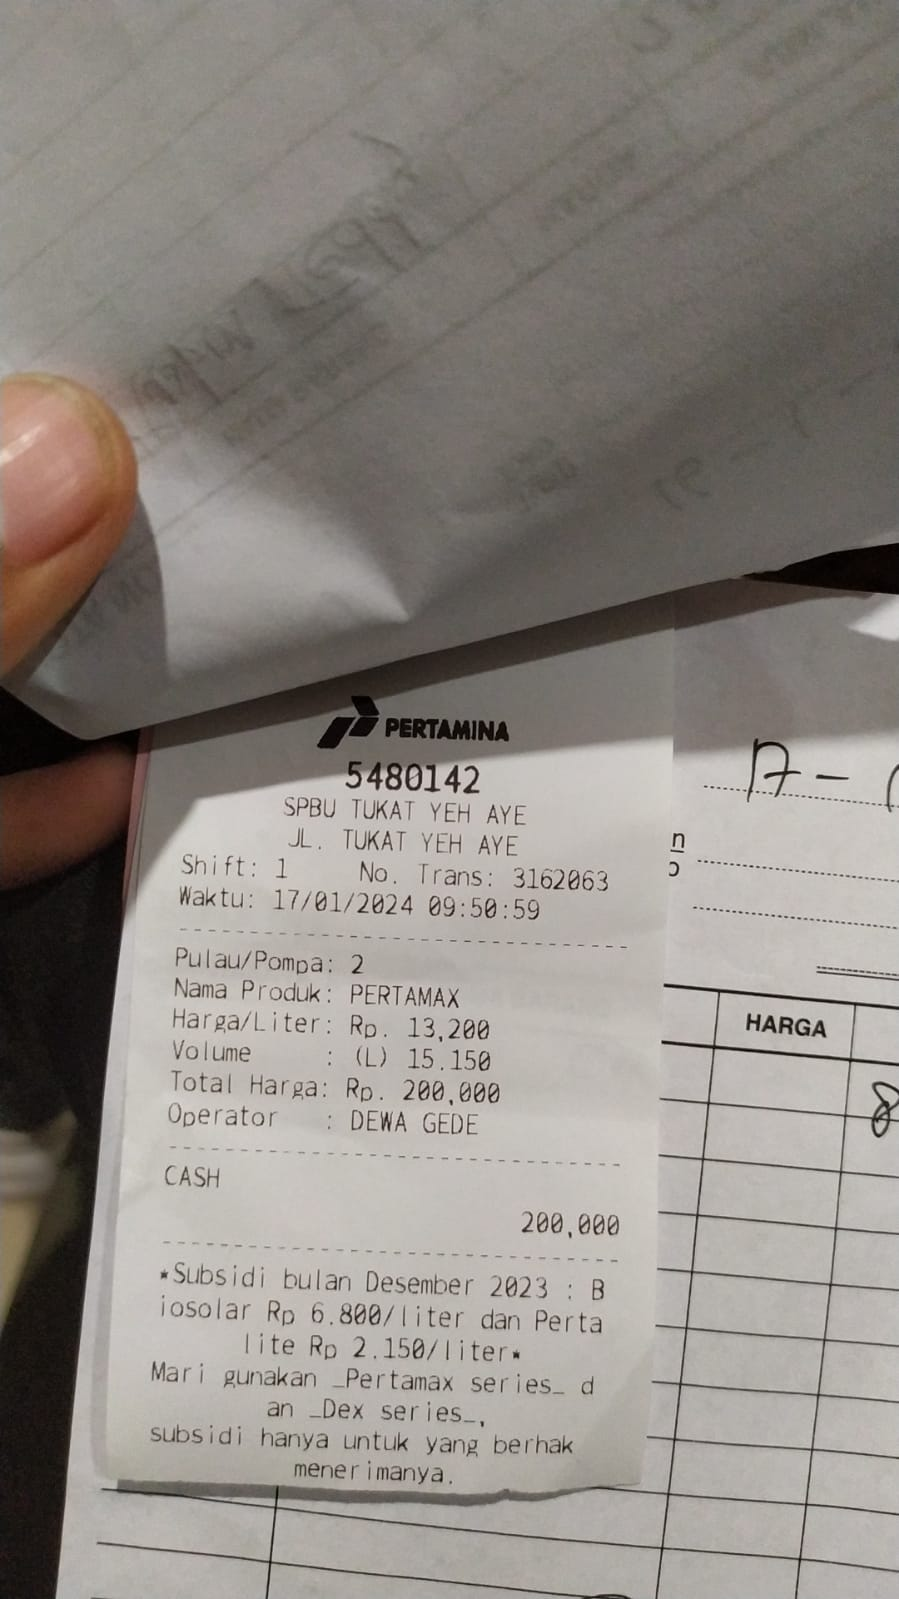 PERTAMINA
5480142
SPBU TUKAT YEH AYE
JL. TUKAT YEH AYE
Shift: 1 No. Trans: 3162063
Waktu: 17/01/2024 09:50:59
Pulau/Pompa: 2
Nama Produk: PERTAMAX
Harga/Liter: Rp. 13,200
Volume : (L) 15.150
Total Harga: Rp. 200,000
Operator : DEWA GEDE
CASH
200,000
*Subsidi bulan Desember 2023 : B
iosolar Rp 6.800/liter dan Perta
lite Rp 2.150/liter*
Mari gunakan _Pertamax series_ d
an _Dex series_,
subsidi hanya untuk yang berhak
menerimanya.
17 -
n
HARGA
8